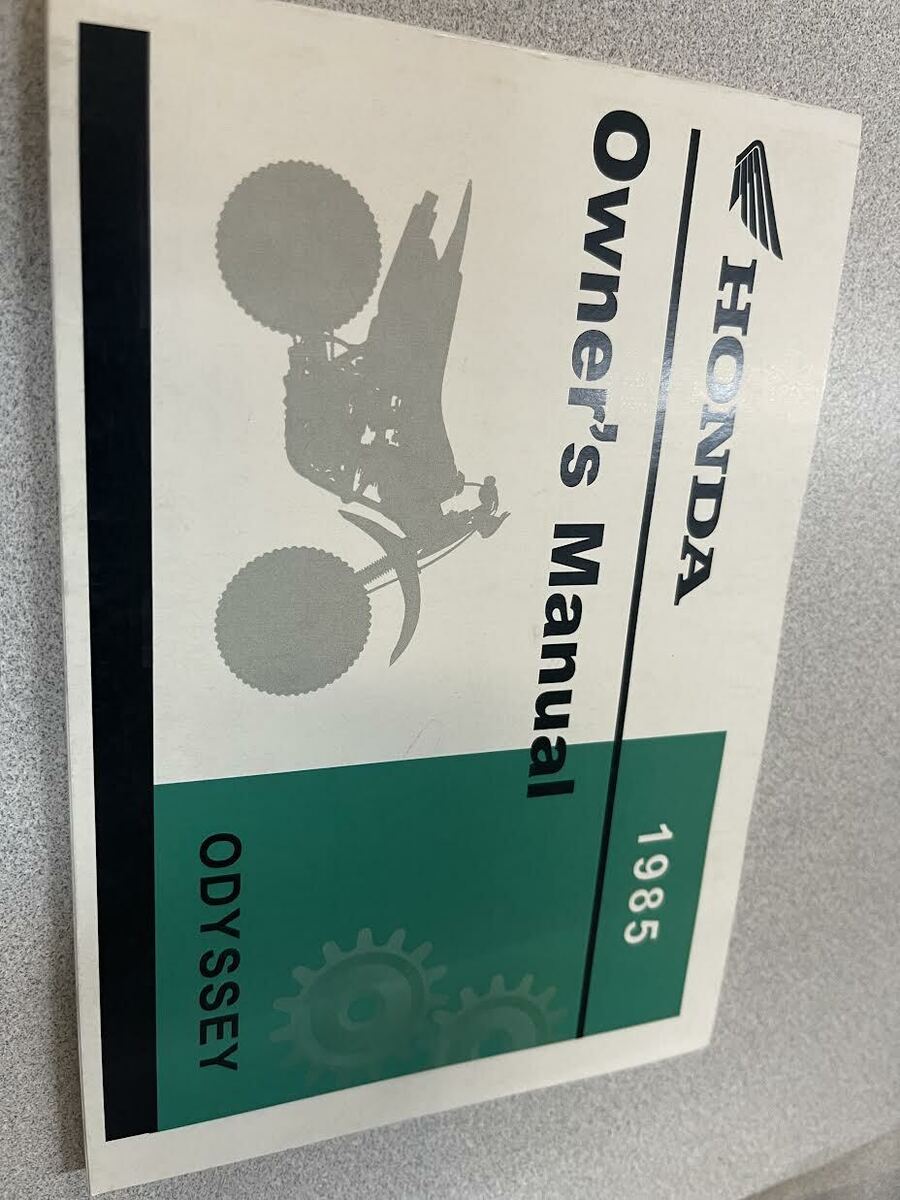 HONDA
1985
Owner's Manual
ODYSSEY